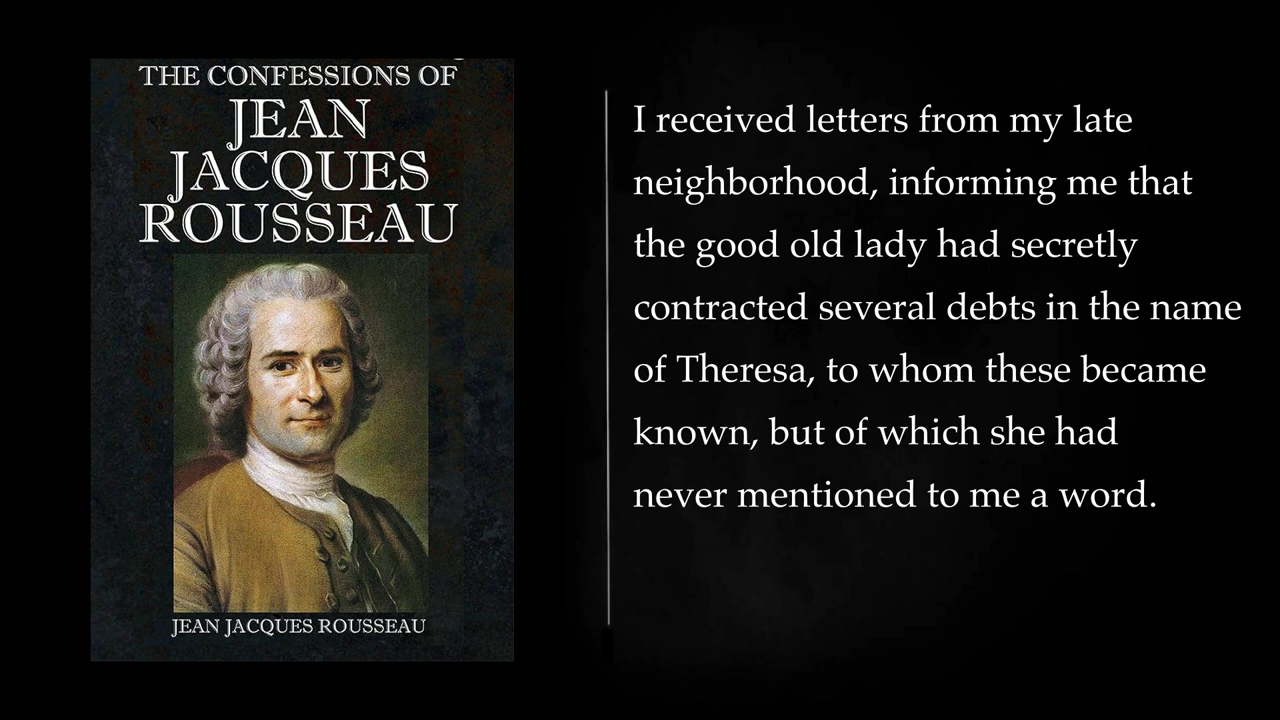 THE CONFESSIONS OF
JEAN
JACQUES
ROUSSEAU
JEAN JACQUES ROUSSEAU
I received letters from my late
neighborhood, informing me that
the good old lady had secretly
contracted several debts in the name
of Theresa, to whom these became
known, but of which she had
never mentioned to me a word.